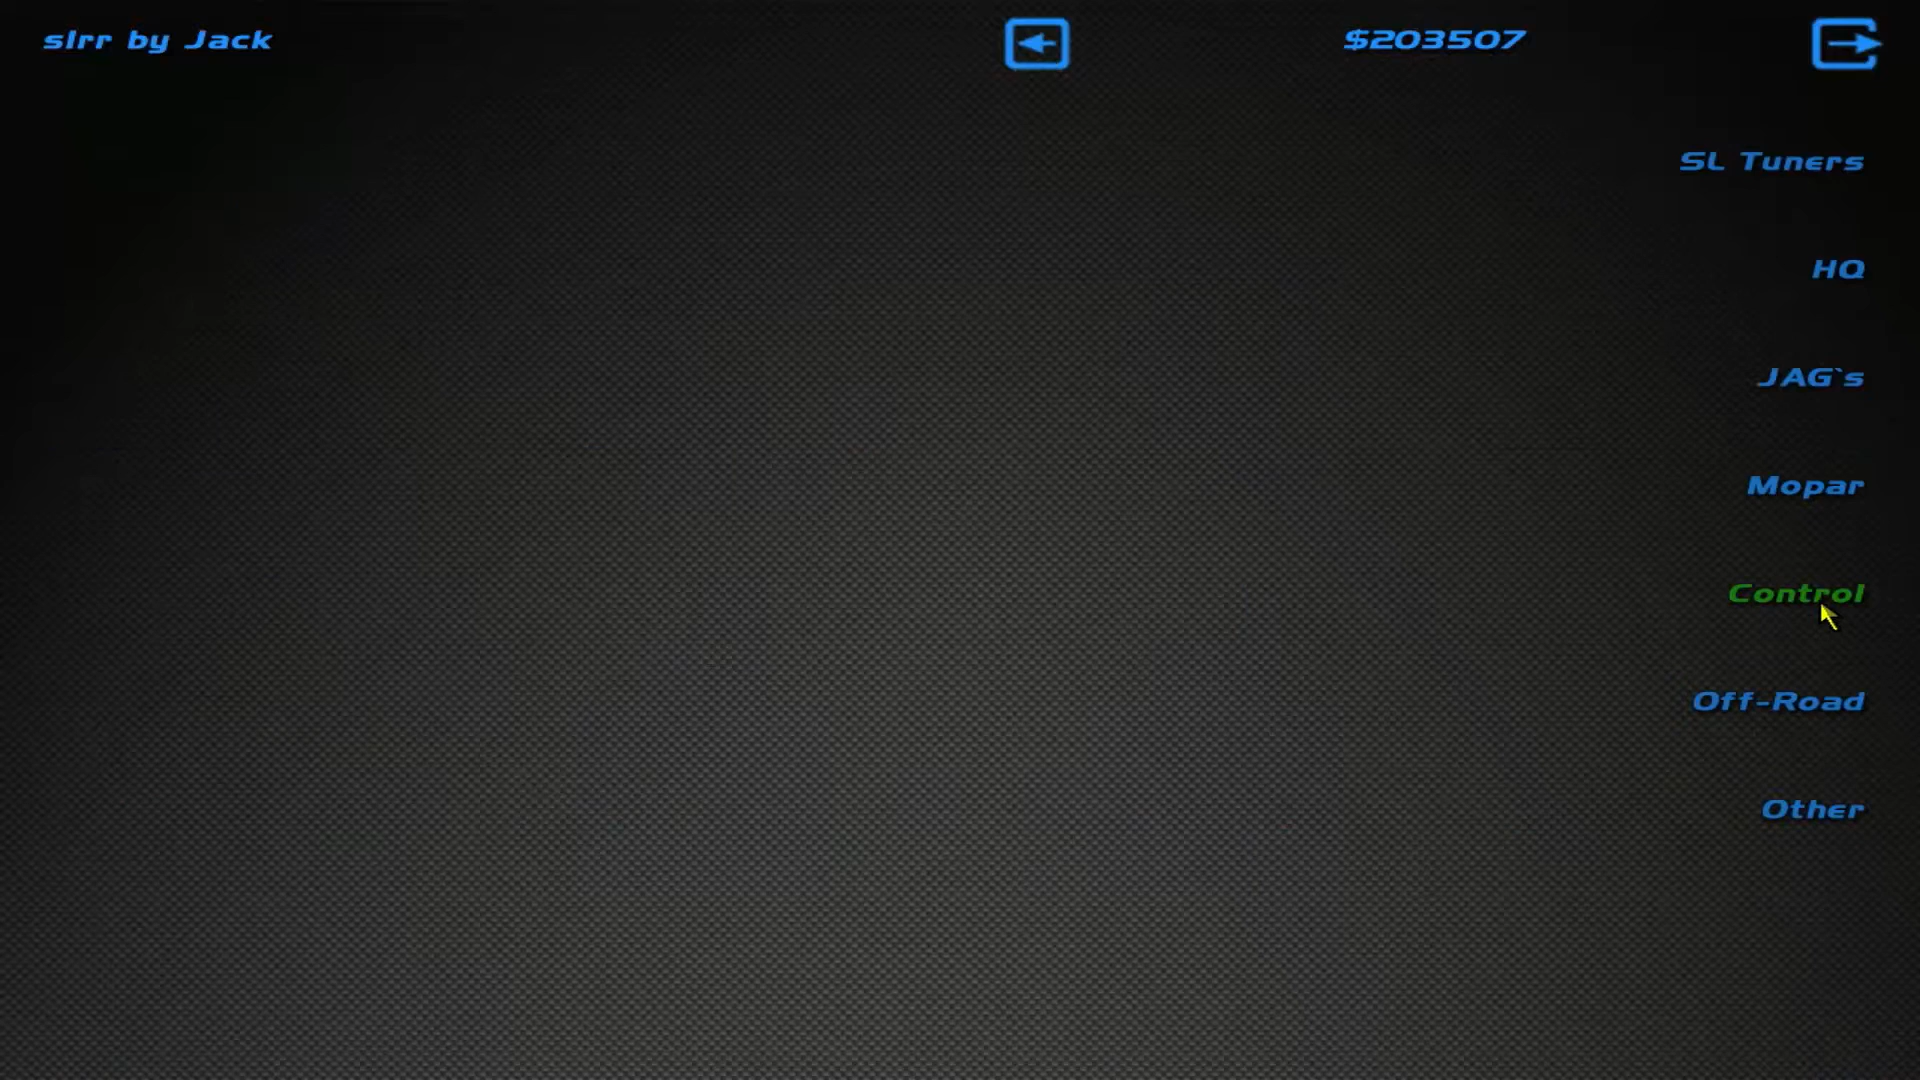 slrr by Jack
$203507
SL Tuners
HQ
JAG`s
Mopar
Control
Off-Road
Other